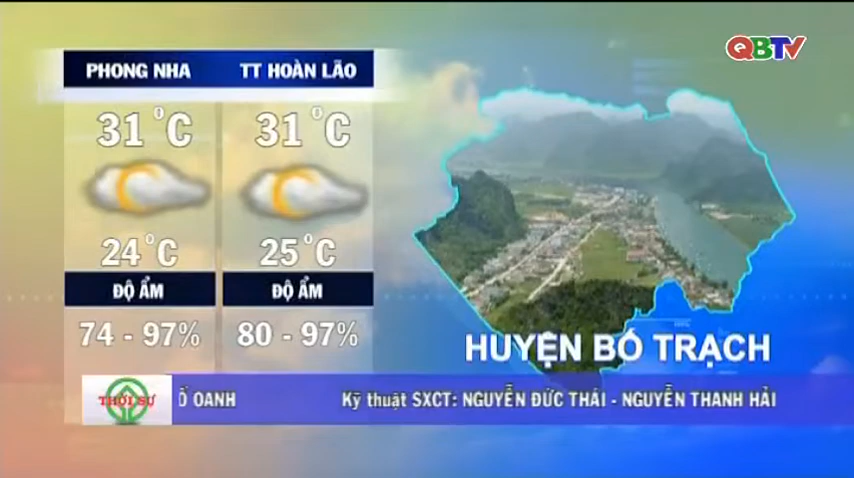 QBTV
PHONG NHA
TT HOÀN LÃO
31°C
31°C
24°C
25°C
ĐỘ ẨM
ĐỘ ẨM
74 - 97%
80 - 97%
HUYỆN BỐ TRẠCH
THỜI SỰ
Ố OANH
Kỹ thuật SXCT: NGUYỄN ĐỨC THÁI - NGUYỄN THANH HẢI